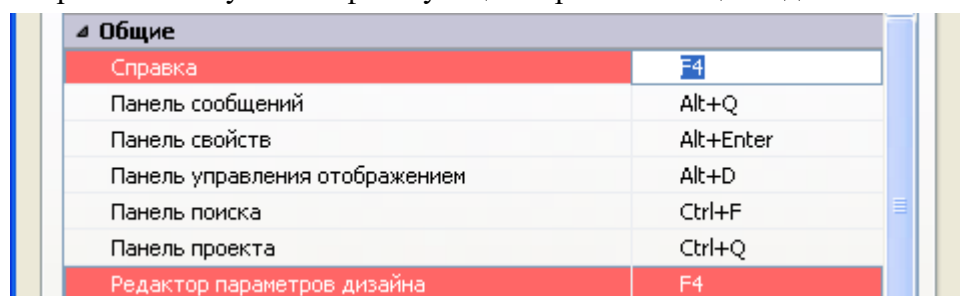 Общие
Справка F4
Панель сообщений Alt+Q
Панель свойств Alt+Enter
Панель управления отображением Alt+D
Панель поиска Ctrl+F
Панель проекта Ctrl+Q
Редактор параметров дизайна F4